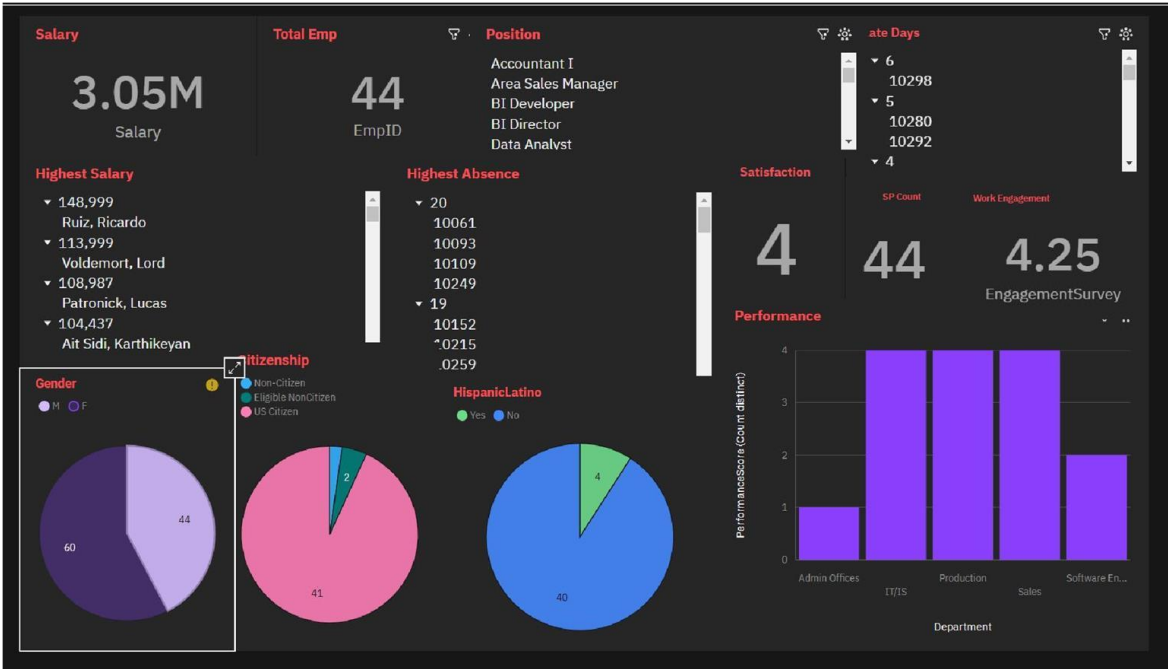 Salary
3.05M
Salary
Total Emp
44
EmpID
Position
Accountant I
Area Sales Manager
BI Developer
BI Director
Data Analyst
ate Days
6
10298
5
10280
10292
4
Highest Salary
148,999
Ruiz, Ricardo
113,999
Voldemort, Lord
108,987
Patronick, Lucas
104,437
Ait Sidi, Karthikeyan
Highest Absence
20
10061
10093
10109
10249
19
10152
0215
0259
Satisfaction
4
SP Count
44
Work Engagement
4.25
EngagementSurvey
Gender
M F
44
60
Citizenship
Non-Citizen
Eligible NonCitizen
US Citizen
2
41
HispanicLatino
Yes No
4
40
Performance
PerformanceScore (Count distinct)
4
3
2
1
0
Admin Offices
IT/IS
Production
Sales
Software En...
Department